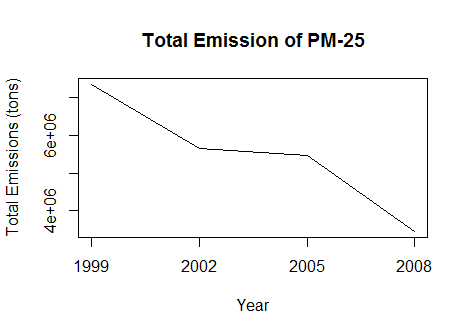 Total Emission of PM-25
Total Emissions (tons)
6e+06
4e+06
1999 2002 2005 2008
Year